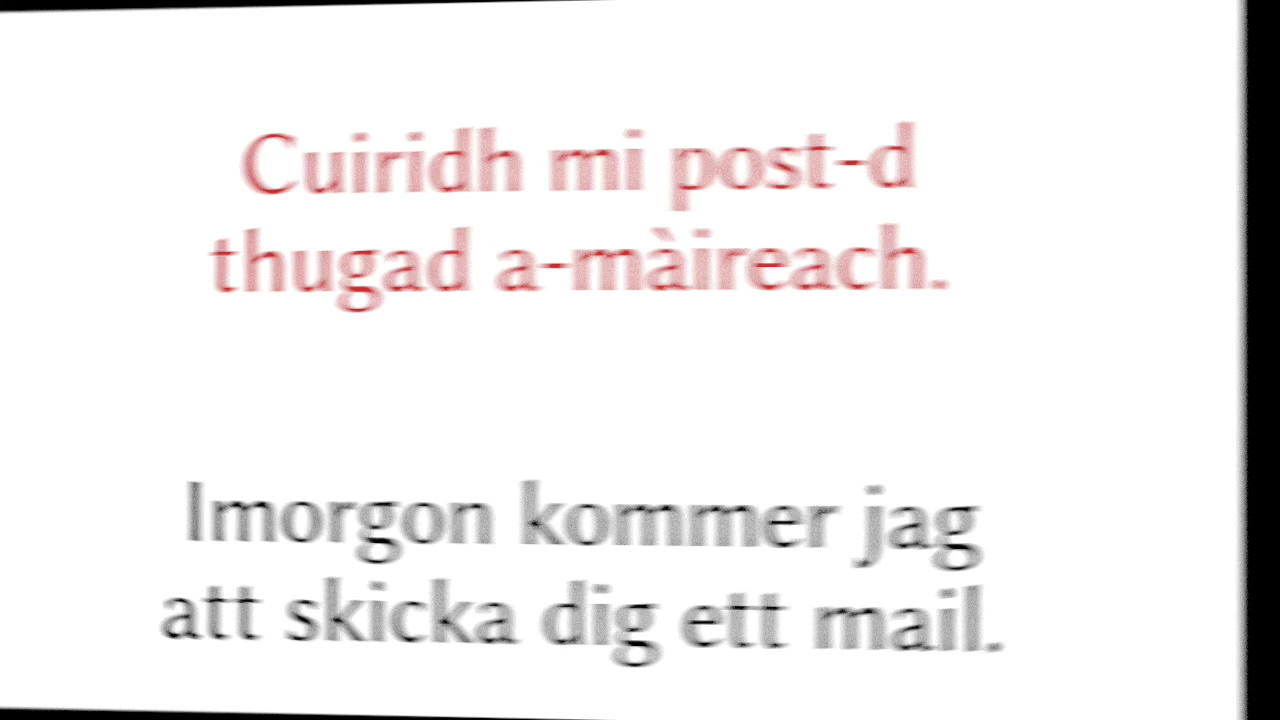 Cuiridh mi post-d
thugad a-màireach.
Imorgon kommer jag
att skicka dig ett mail.